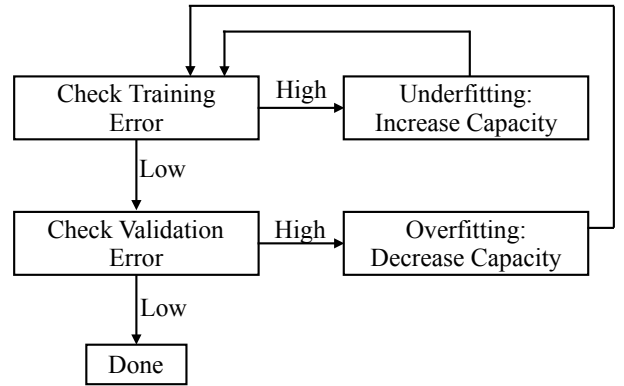 Check Training
Error
High
Underfitting:
Increase Capacity
Low
Check Validation
Error
High
Overfitting:
Decrease Capacity
Low
Done